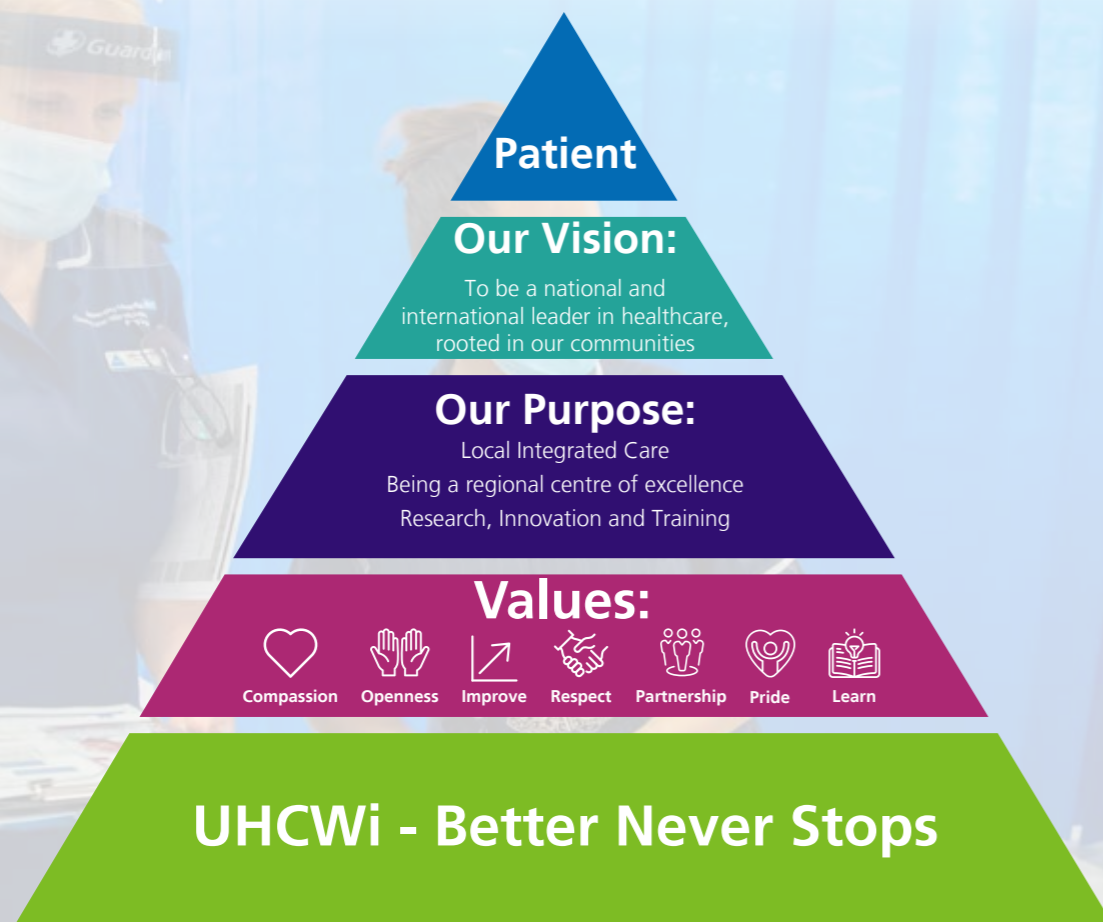 Guardian
Patient
Our Vision:
To be a national and
international leader in healthcare,
rooted in our communities
Our Purpose:
Local Integrated Care
Being a regional centre of excellence
Research, Innovation and Training
Values:
Compassion Openness Improve Respect Partnership Pride Learn
UHCWi - Better Never Stops